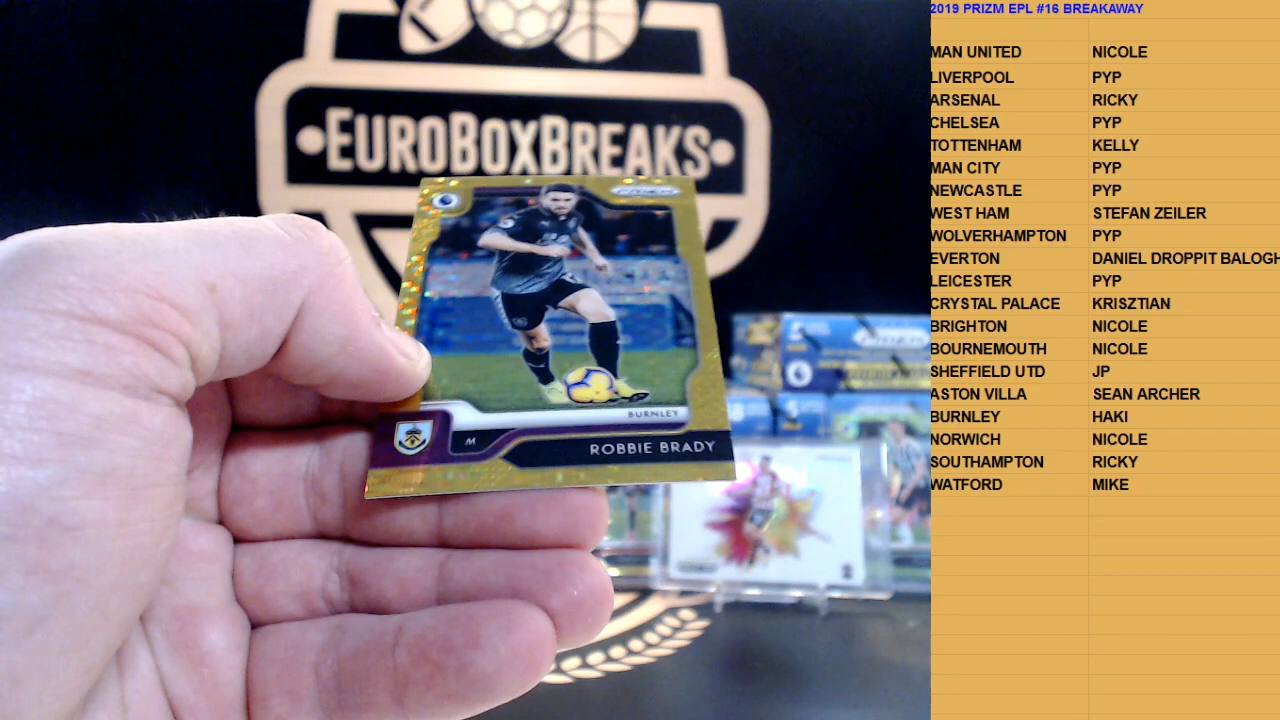 EUROBOXBREAKS
PRIZM
BURNLEY
M
ROBBIE BRADY
2019 PRIZM EPL #16 BREAKAWAY
MAN UNITED NICOLE
LIVERPOOL PYP
ARSENAL RICKY
CHELSEA PYP
TOTTENHAM KELLY
MAN CITY PYP
NEWCASTLE PYP
WEST HAM STEFAN ZEILER
WOLVERHAMPTON PYP
EVERTON DANIEL DROPPIT BALOGH
LEICESTER PYP
CRYSTAL PALACE KRISZTIAN
BRIGHTON NICOLE
BOURNEMOUTH NICOLE
SHEFFIELD UTD JP
ASTON VILLA SEAN ARCHER
BURNLEY HAKI
NORWICH NICOLE
SOUTHAMPTON RICKY
WATFORD MIKE